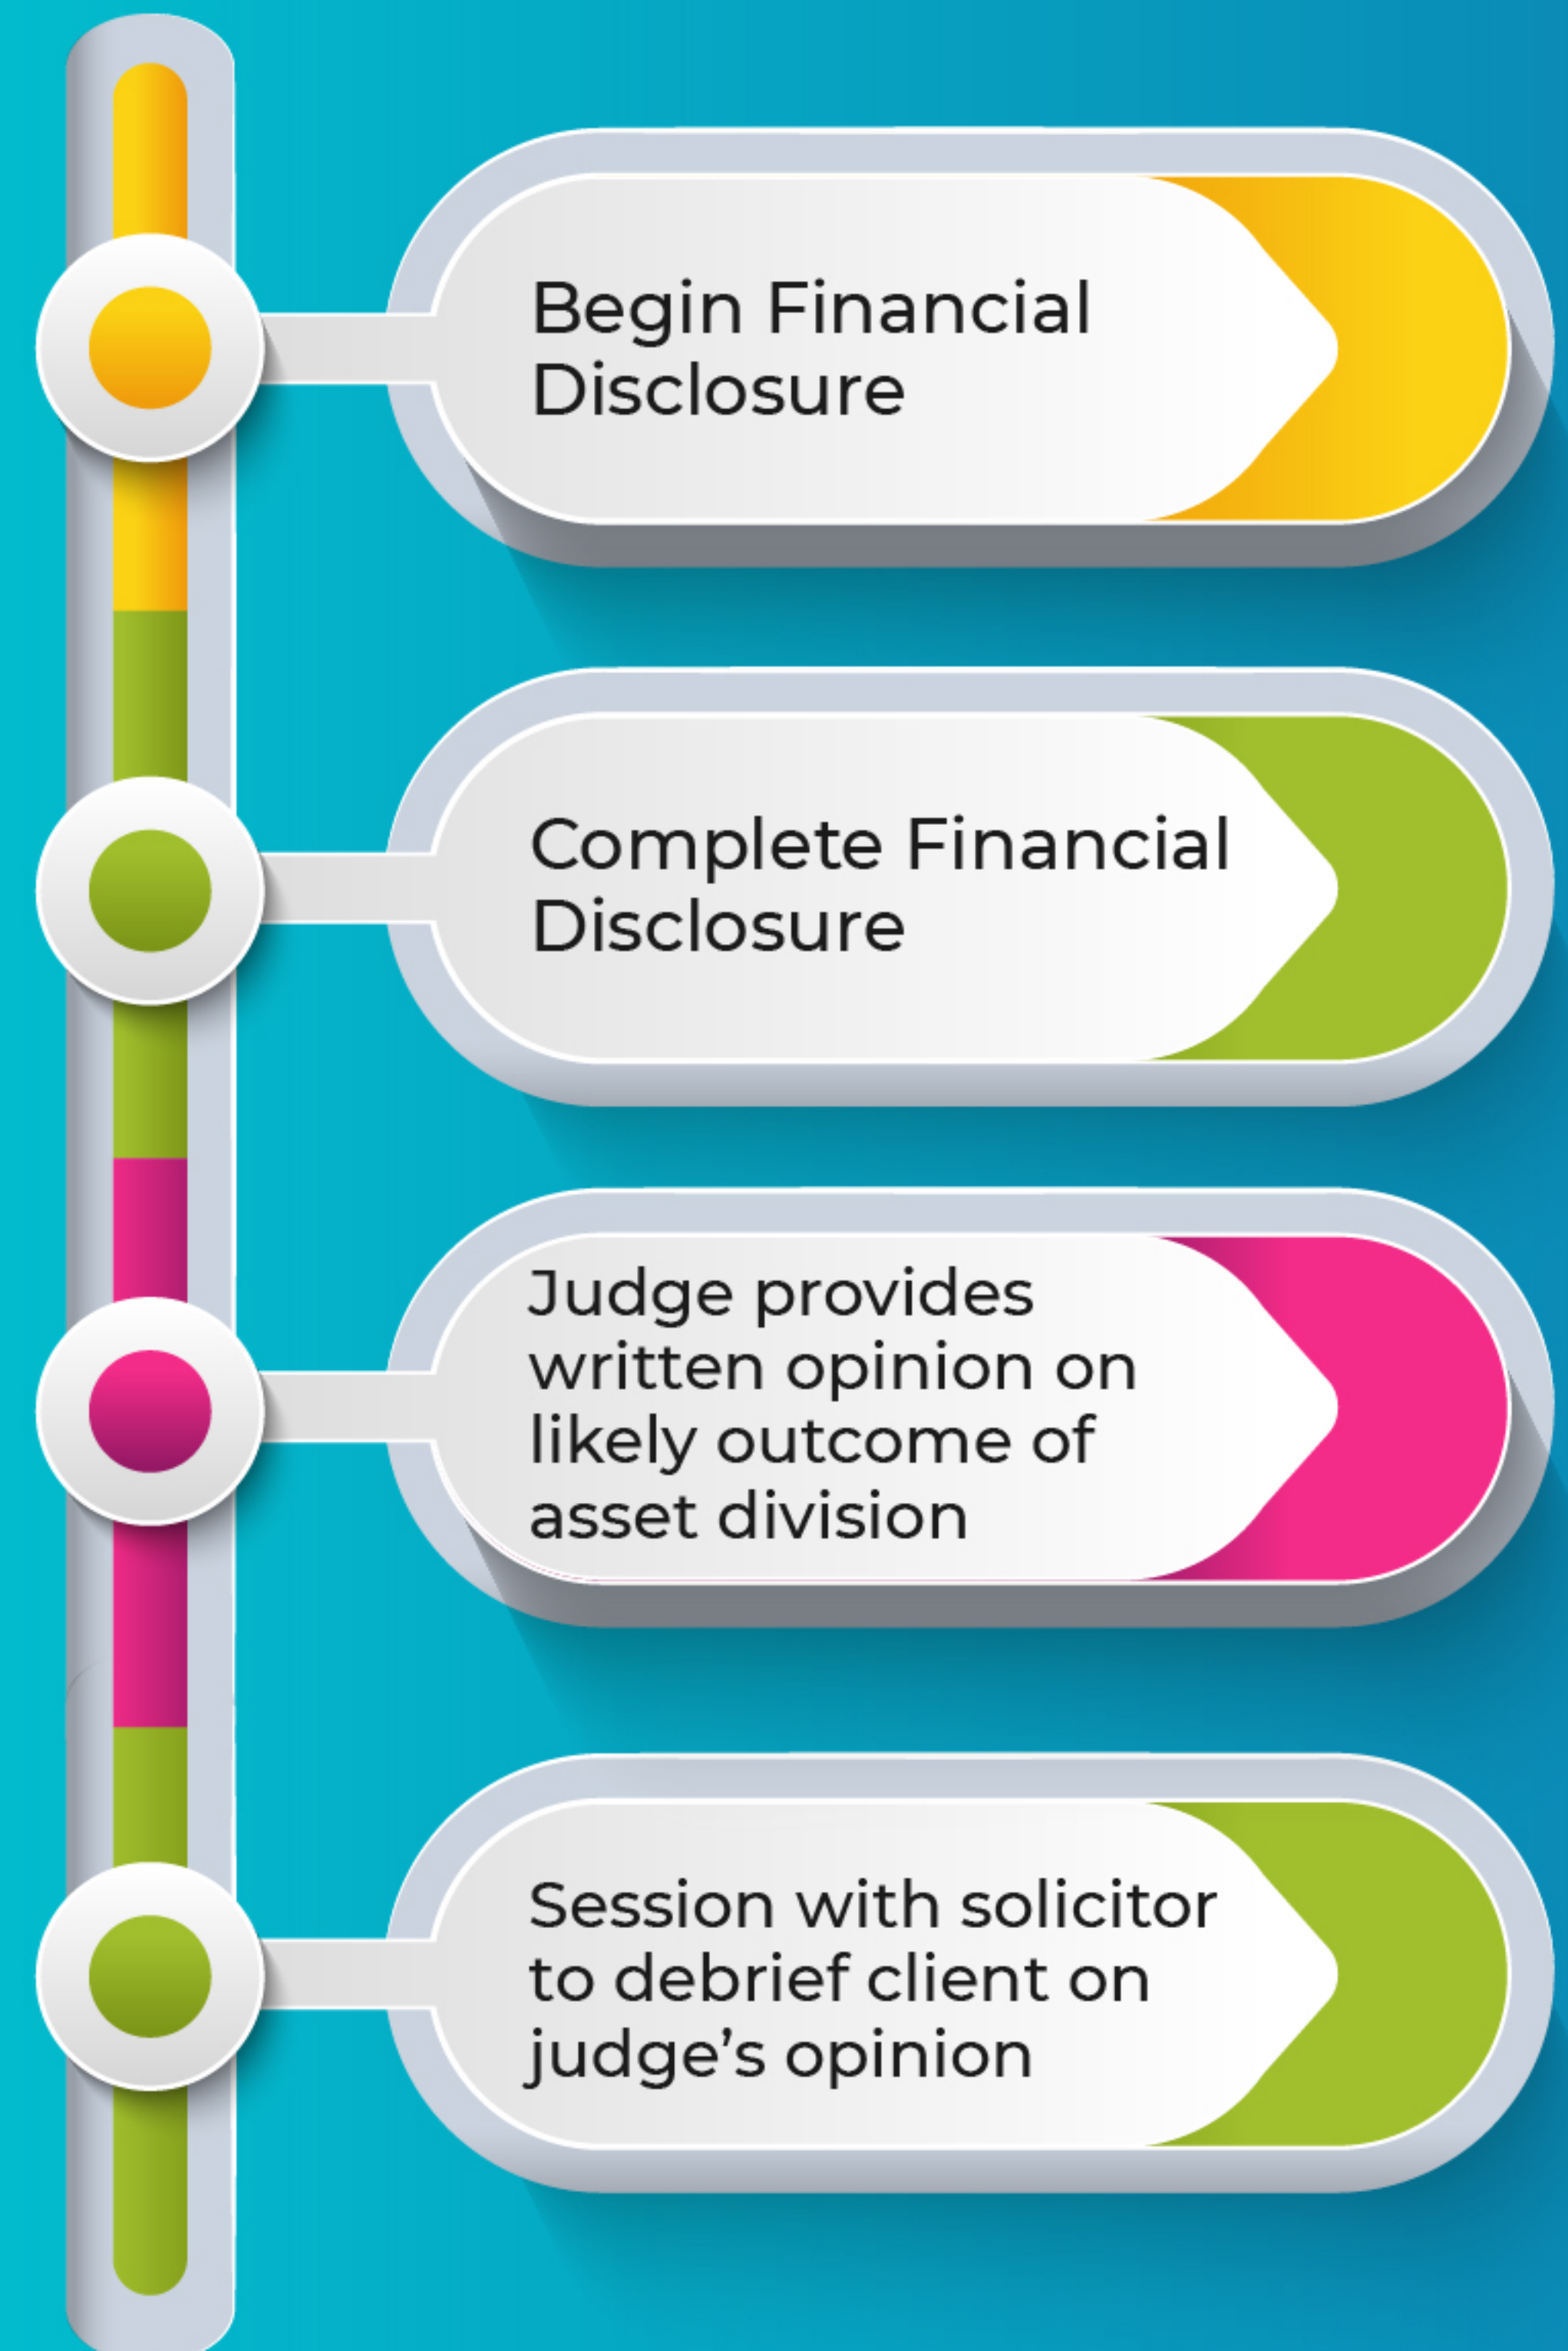 Begin Financial
Disclosure
Complete Financial
Disclosure
Judge provides
written opinion on
likely outcome of
asset division
Session with solicitor
to debrief client on
judge’s opinion